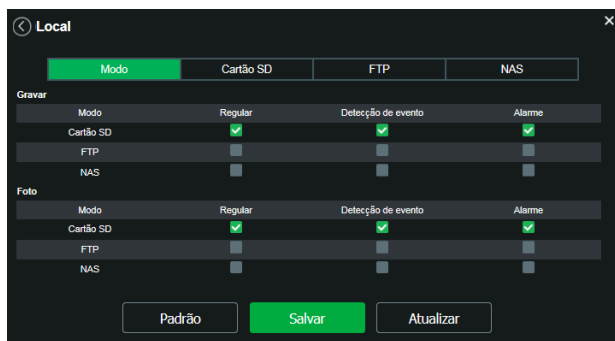 Local
Modo Cartão SD FTP NAS
Gravar
Modo Regular Detecção de evento Alarme
Cartão SD
FTP
NAS
Foto
Modo Regular Detecção de evento Alarme
Cartão SD
FTP
NAS
Padrão Salvar Atualizar